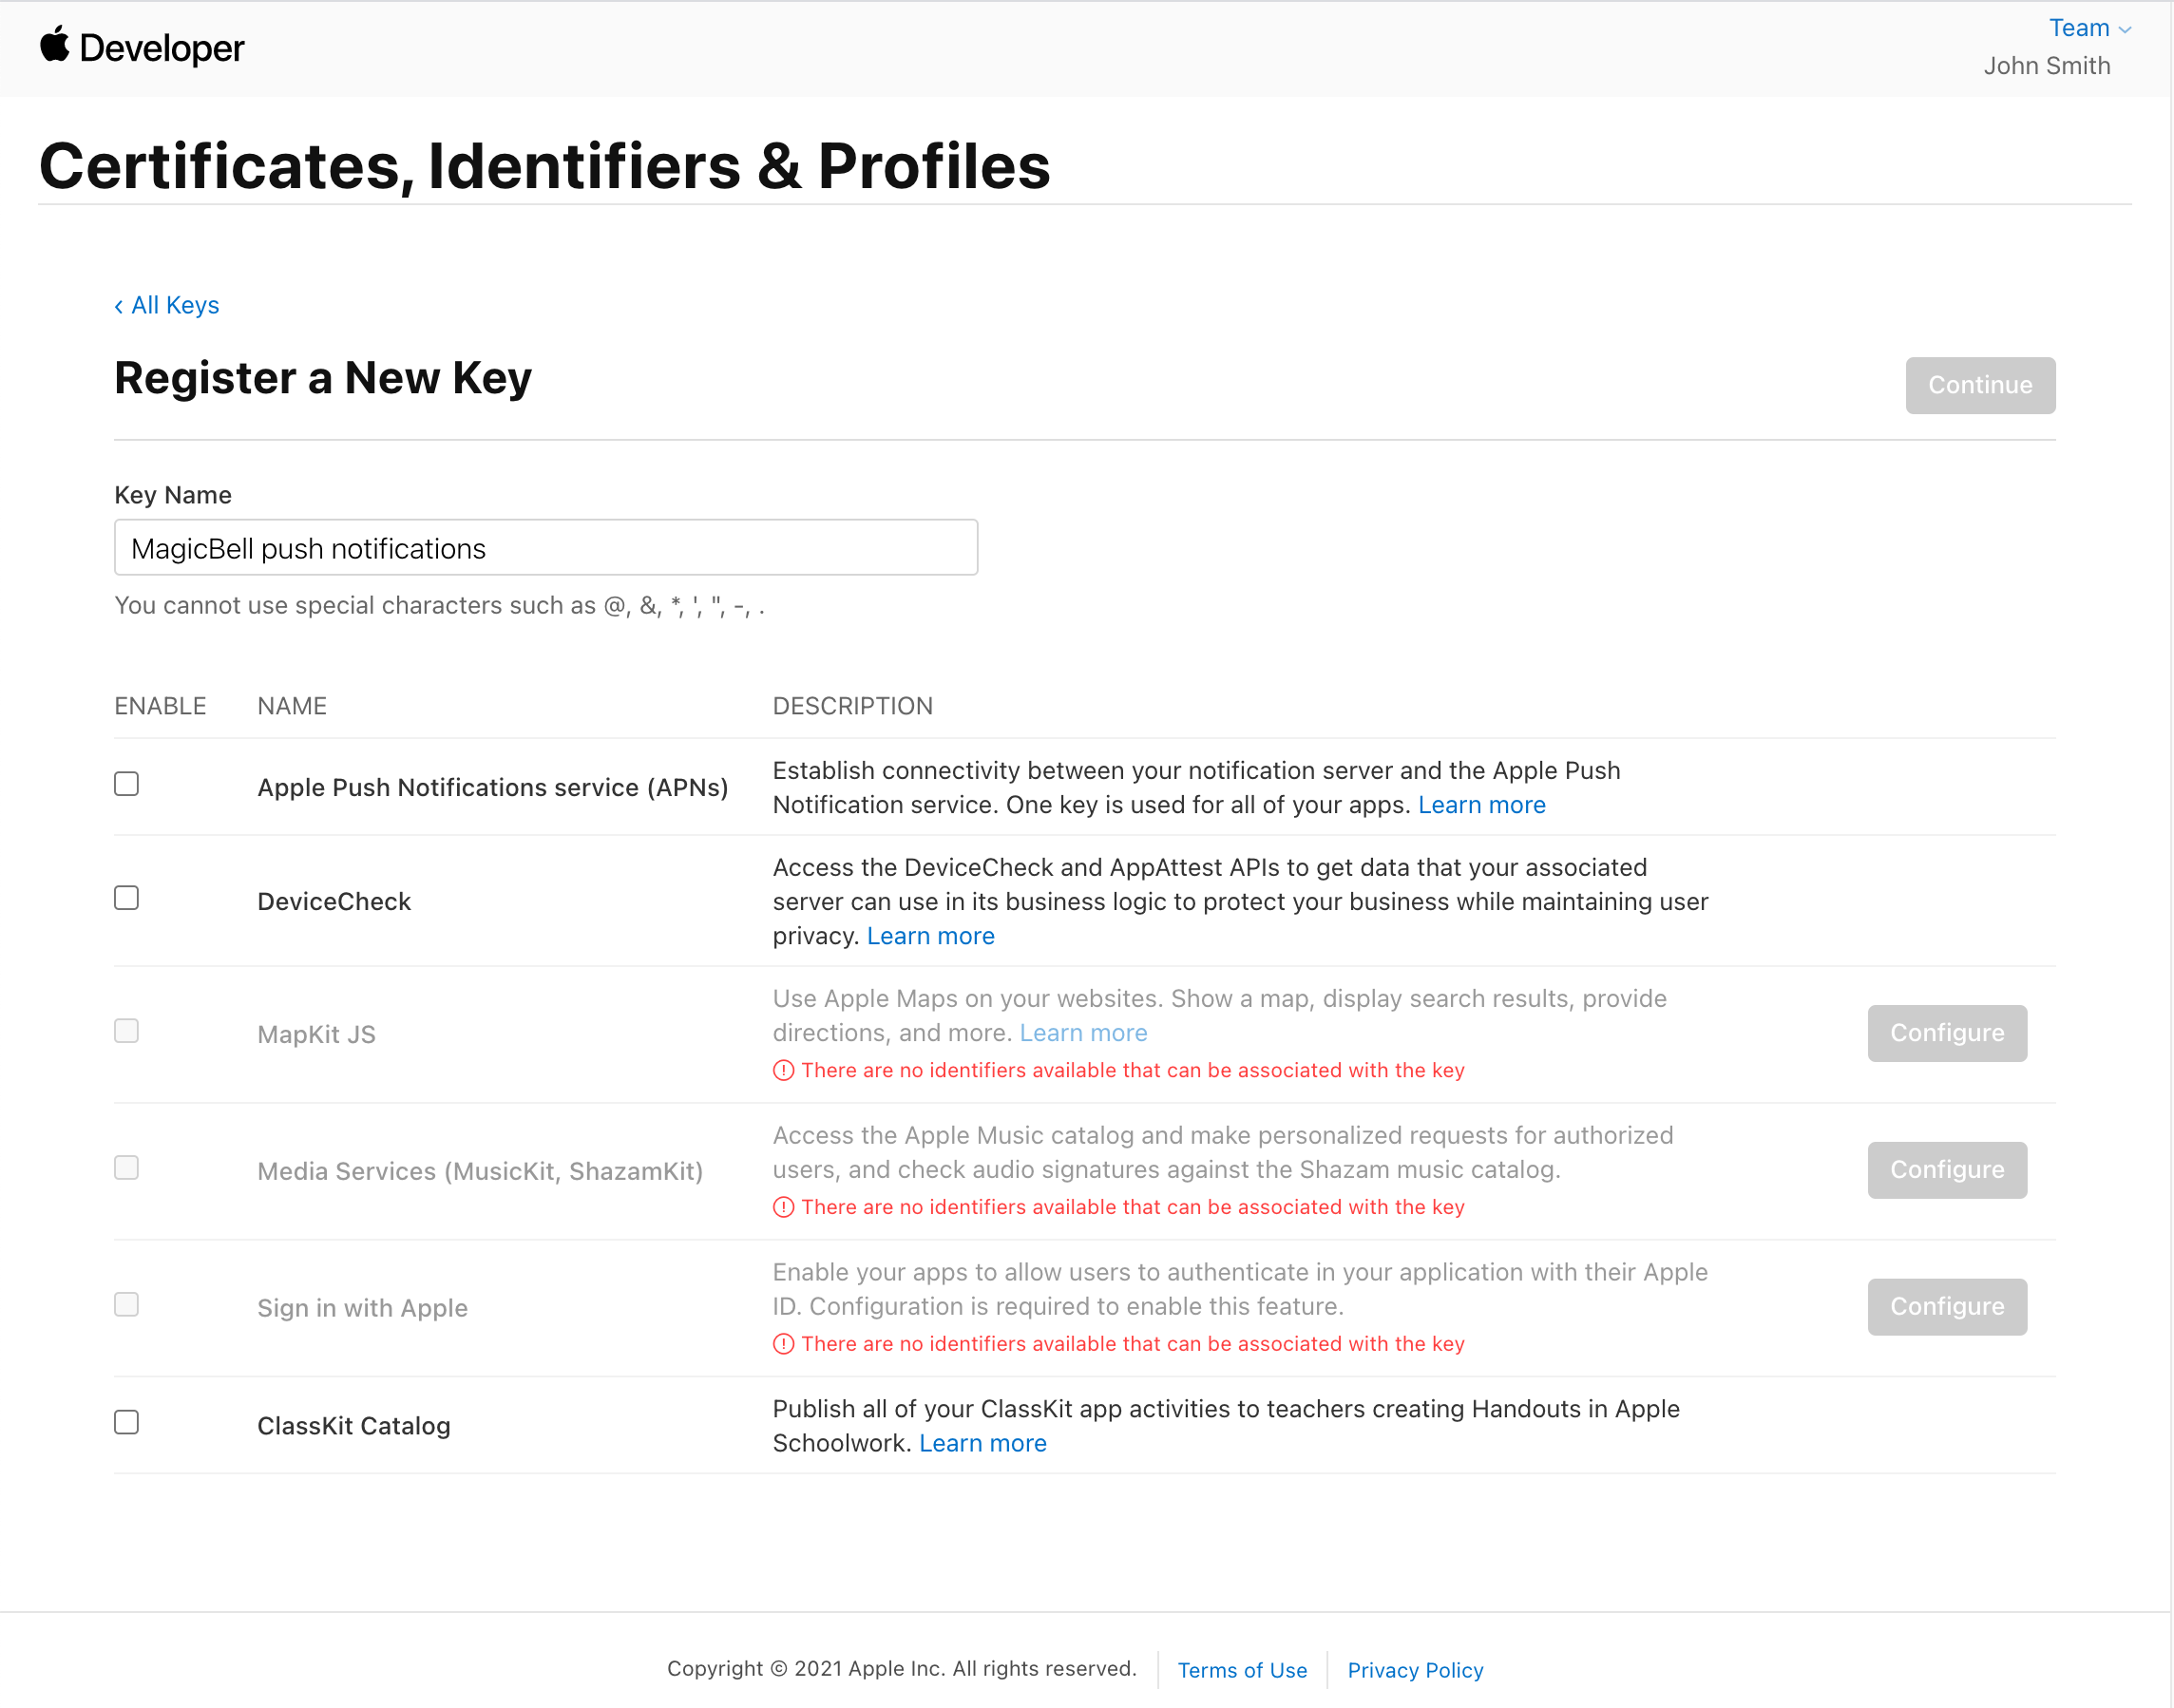 Developer
Team
John Smith
Certificates, Identifiers & Profiles
‹ All Keys
Register a New Key
Continue
Key Name
MagicBell push notifications
You cannot use special characters such as @, &, *, ', ", -, .
ENABLE NAME DESCRIPTION
Apple Push Notifications service (APNs)
Establish connectivity between your notification server and the Apple Push
Notification service. One key is used for all of your apps. Learn more
DeviceCheck
Access the DeviceCheck and AppAttest APIs to get data that your associated
server can use in its business logic to protect your business while maintaining user
privacy. Learn more
MapKit JS
Use Apple Maps on your websites. Show a map, display search results, provide
directions, and more. Learn more
There are no identifiers available that can be associated with the key
Configure
Media Services (MusicKit, ShazamKit)
Access the Apple Music catalog and make personalized requests for authorized
users, and check audio signatures against the Shazam music catalog.
There are no identifiers available that can be associated with the key
Configure
Sign in with Apple
Enable your apps to allow users to authenticate in your application with their Apple
ID. Configuration is required to enable this feature.
There are no identifiers available that can be associated with the key
Configure
ClassKit Catalog
Publish all of your ClassKit app activities to teachers creating Handouts in Apple
Schoolwork. Learn more
Copyright © 2021 Apple Inc. All rights reserved. Terms of Use Privacy Policy